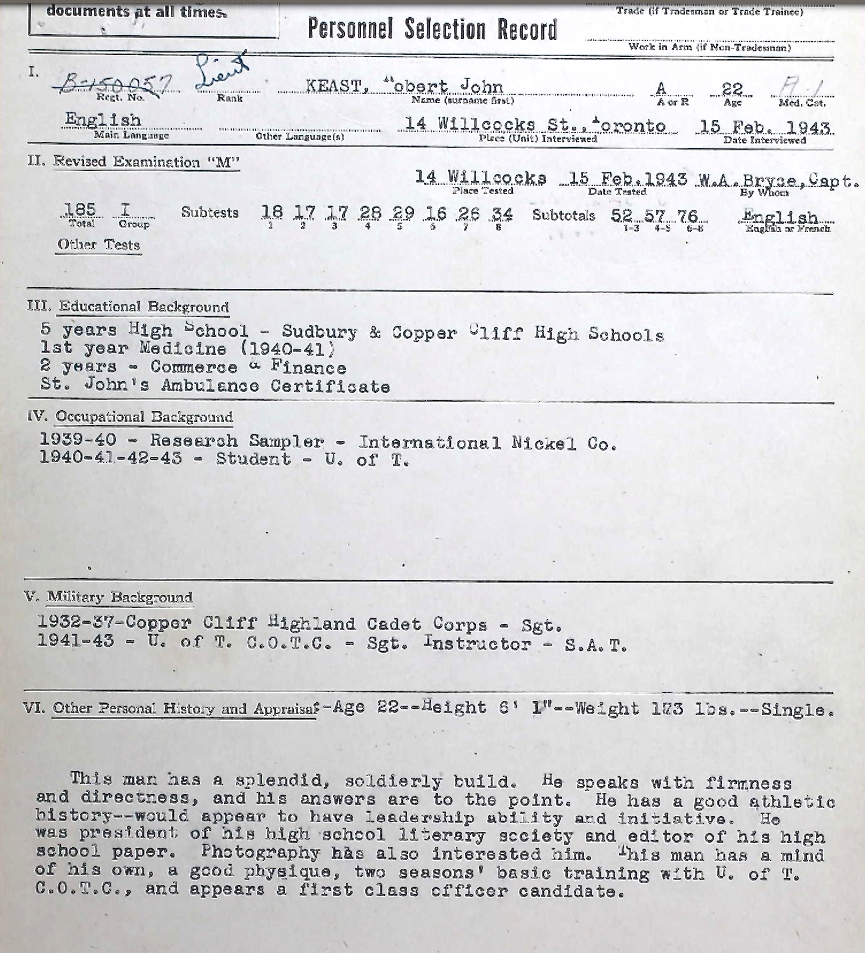 documents at all times.
Personnel Selection Record
Trade (if Tradesman or Trade Trainee)
Work in Arm (if Non-Tradesman)
I.
B-150057 Lieut KEAST, Robert John A 22 A-1
Regt. No. Rank Name (surname first) A or R Age Med. Cat.
English 14 Willcocks St., Toronto 15 Feb. 1943
Main Language Other Language(s) Place (Unit) Interviewed Date Interviewed
II. Revised Examination "M"
14 Willcocks 15 Feb.1943 W.A.Bryce,Capt.
Place Tested Date Tested By Whom
185 I Subtests 18 17 17 28 29 16 26 34 Subtotals 52 57 76 English
Total Group 1 2 3 4 5 6 7 8 1-3 4-5 6-8 English or French
Other Tests
III. Educational Background
5 years High School - Sudbury & Copper Cliff High Schools
1st year Medicine (1940-41)
2 years - Commerce & Finance
St. John's Ambulance Certificate
IV. Occupational Background
1939-40 - Research Sampler - International Nickel Co.
1940-41-42-43 - Student - U. of T.
V. Military Background
1932-37-Copper Cliff Highland Cadet Corps - Sgt.
1941-43 - U. of T. C.O.T.C. - Sgt. Instructor - S.A.T.
VI. Other Personal History and Appraisal-Age 22--Height 6' 1"--Weight lbs.--Single.
This man has a splendid, soldierly build. He speaks with firmness
and directness, and his answers are to the point. He has a good athletic
history--would appear to have leadership ability and initiative. He
was president of his high school literary society and editor of his high
school paper. Photography has also interested him. This man has a mind
of his own, a good physique, two seasons' basic training with U. of T.
C.O.T.C., and appears a first class officer candidate.